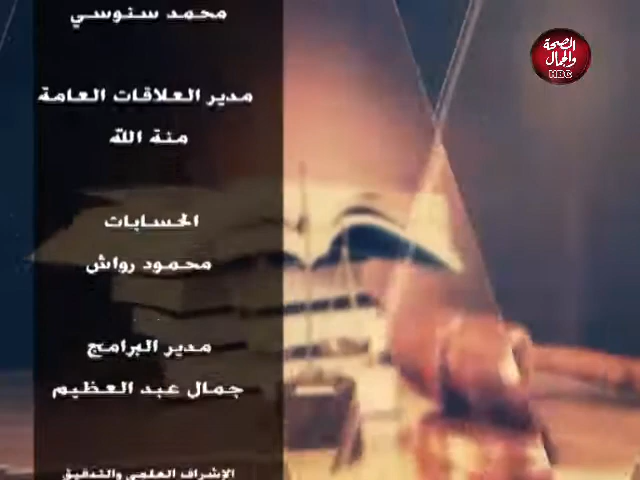 محمد سنوسي
مدير العلاقات العامة
منة الله
الحسابات
محمود رواش
مدير البرامج
جمال عبد العظيم
الإشراف العلمي والتدقيق
الصحة
والجمال
HBC